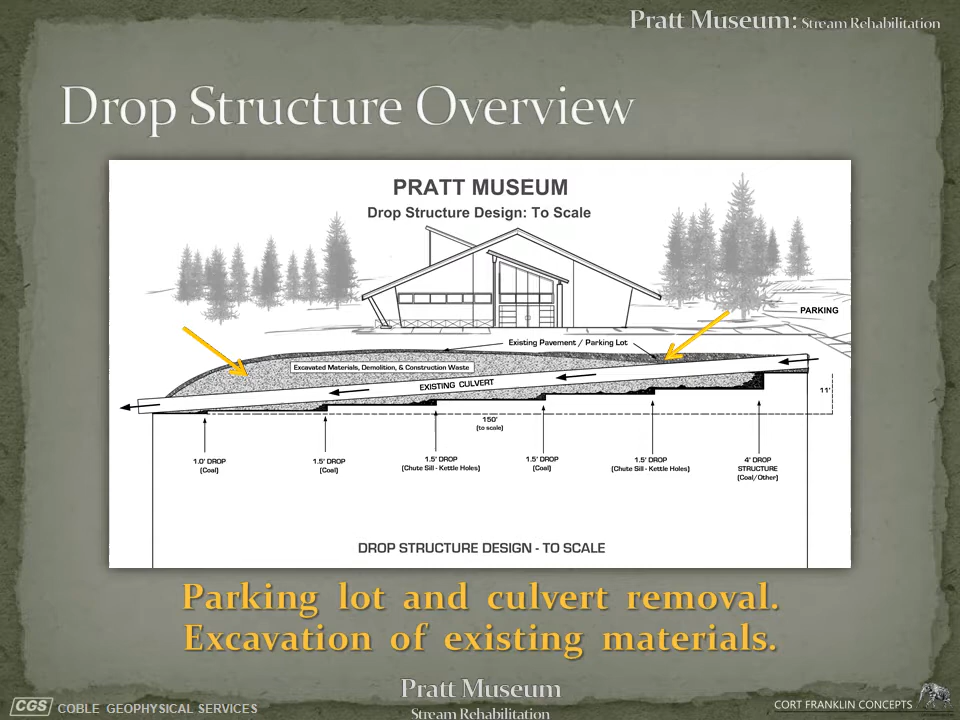 Pratt Museum: Stream Rehabilitation
Drop Structure Overview
PRATT MUSEUM
Drop Structure Design: To Scale
PARKING
Existing Pavement / Parking Lot
Excavated Materials, Demolition, & Construction Waste
EXISTING CULVERT
11'
150'
(to scale)
1.0' DROP
(Coal)
1.5' DROP
(Coal)
1.5' DROP
(Chute Sill - Kettle Holes)
1.5' DROP
(Coal)
1.5' DROP
(Chute Sill - Kettle Holes)
4' DROP
STRUCTURE
(Coal/Other)
DROP STRUCTURE DESIGN - TO SCALE
Parking lot and culvert removal.
Excavation of existing materials.
Pratt Museum
Stream Rehabilitation
CGS COBLE GEOPHYSICAL SERVICES
CORT FRANKLIN CONCEPTS